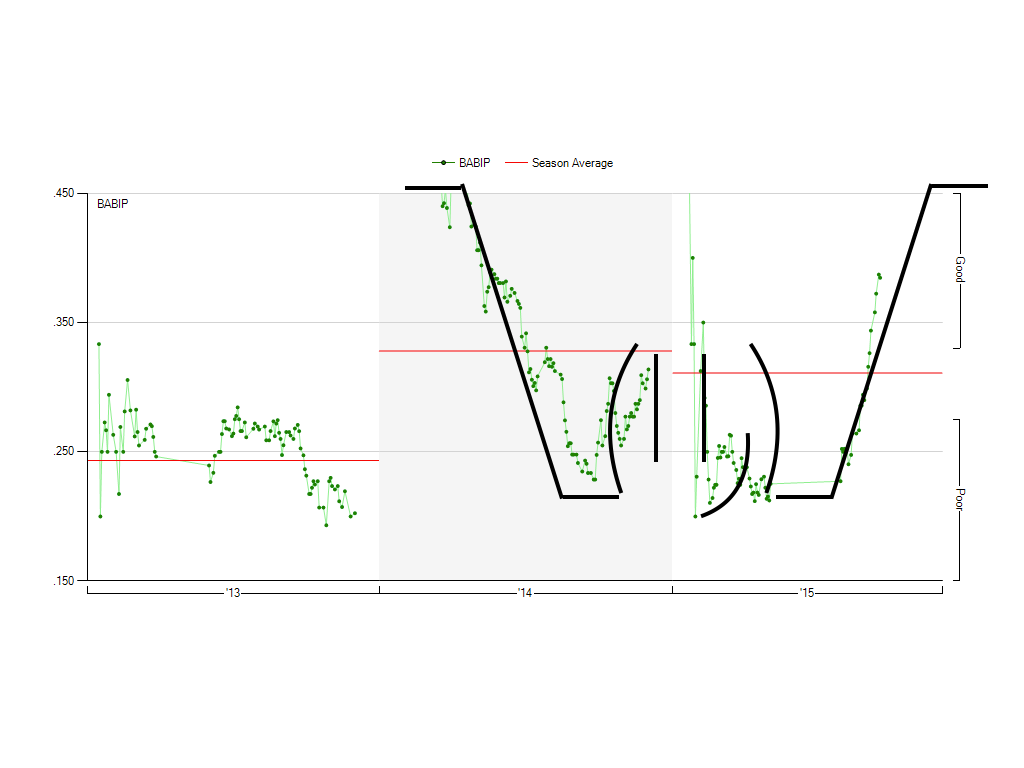 BABIP Season Average
.450
BABIP
Good
.350
.250
Poor
.150
'13 '14 '15